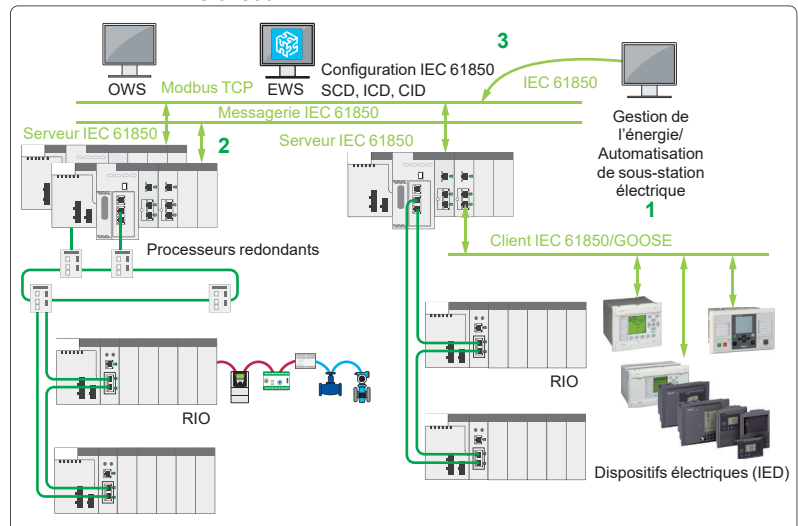 3
OWS
Modbus TCP
EWS
Configuration IEC 61850
SCD, ICD, CID
IEC 61850
Messagerie IEC 61850
Serveur IEC 61850
2
Serveur IEC 61850
Gestion de
l'énergie/
Automatisation
de sous-station
électrique
1
Processeurs redondants
Client IEC 61850/GOOSE
RIO
RIO
Dispositifs électriques (IED)